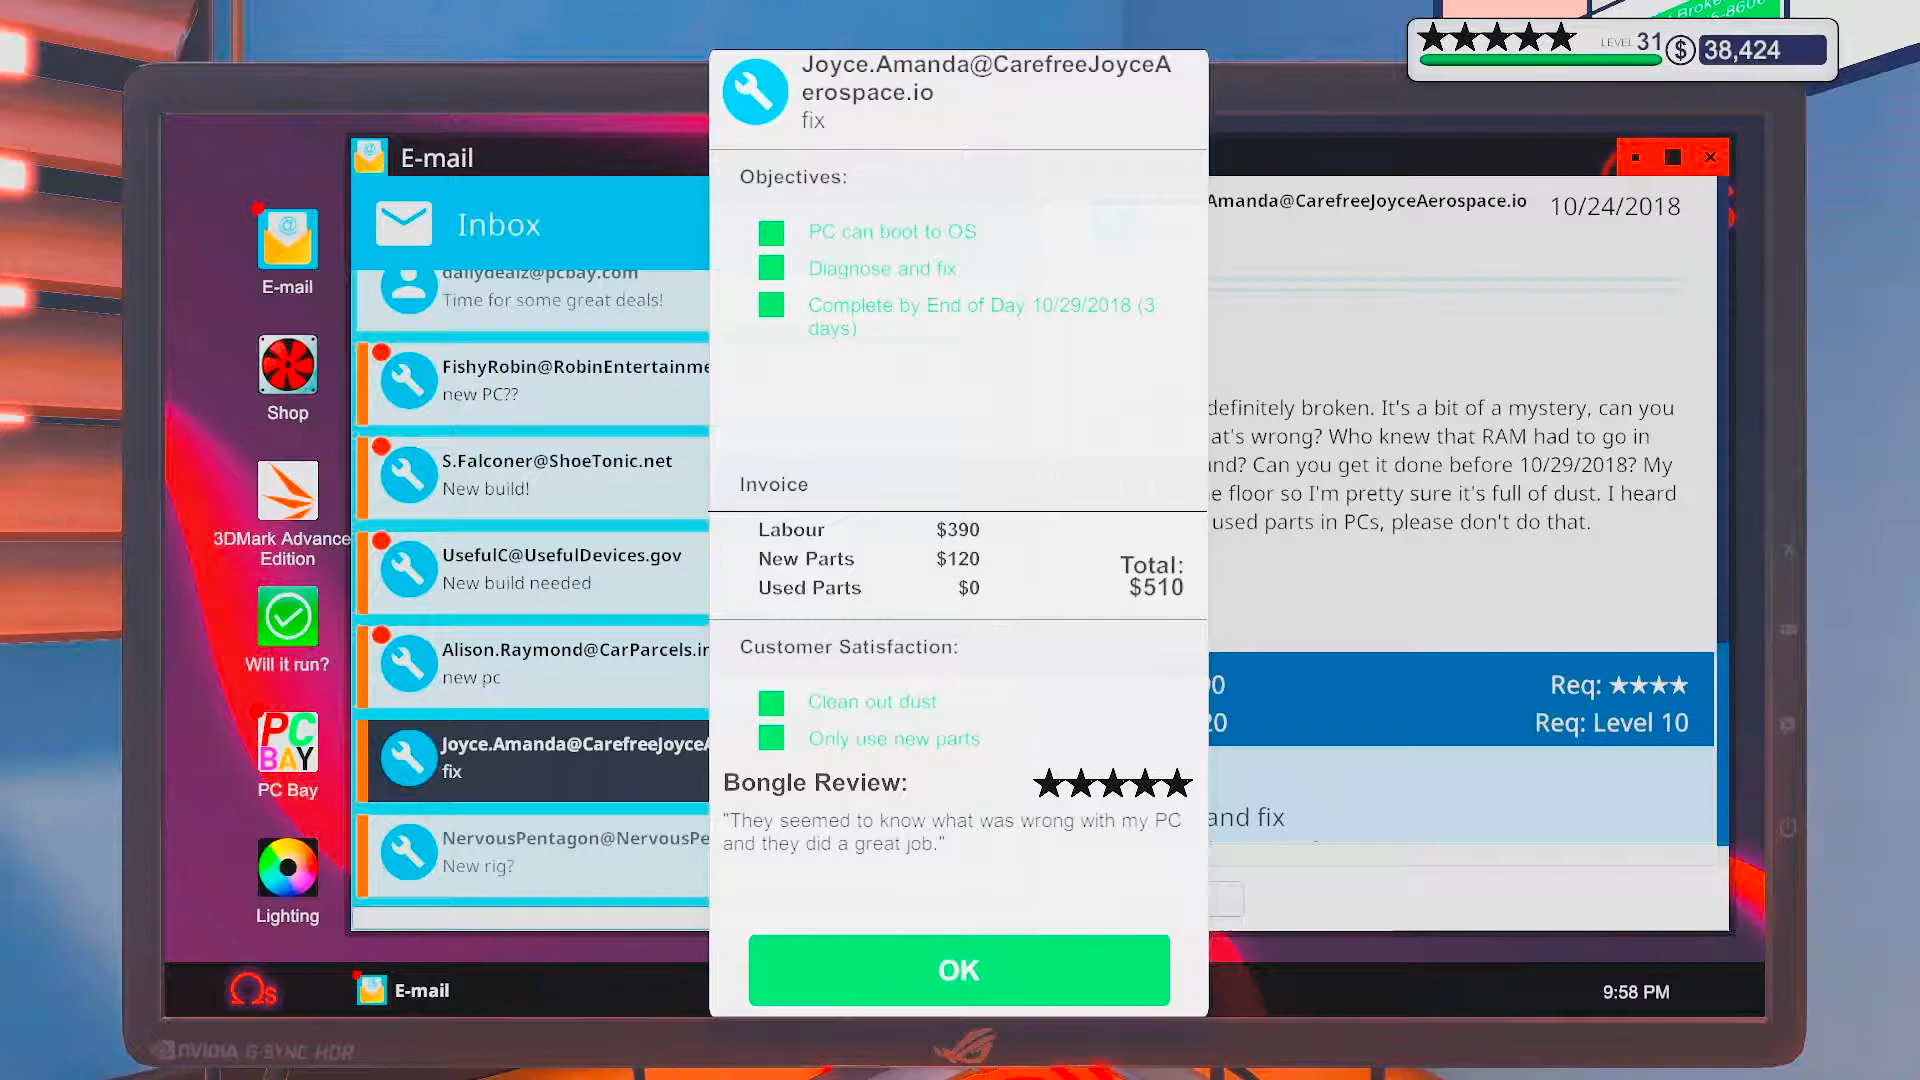 Broke
5-860
LEVEL 31
$ 38,424
Joyce.Amanda@CarefreeJoyceA
erospace.io
fix
E-mail
Inbox
Amanda@CarefreeJoyceAerospace.io
10/24/2018
Objectives:
PC can boot to OS
Diagnose and fix
Complete by End of Day 10/29/2018 (3
days)
E-mail
Shop
3DMark Advance
Edition
Will it run?
PC
BAY
PC Bay
Lighting
dailydealz@pcbay.com
Time for some great deals!
FishyRobin@RobinEntertainme
new PC??
S.Falconer@ShoeTonic.net
New build!
UsefulC@UsefulDevices.gov
New build needed
Alison.Raymond@CarParcels.in
new pc
Joyce.Amanda@CarefreeJoyceA
fix
NervousPentagon@NervousPe
New rig?
definitely broken. It's a bit of a mystery, can you
at's wrong? Who knew that RAM had to go in
und? Can you get it done before 10/29/2018? My
e floor so I'm pretty sure it's full of dust. I heard
used parts in PCs, please don't do that.
Invoice
Labour $390
New Parts $120
Used Parts $0
Total:
$510
Customer Satisfaction:
Clean out dust
Only use new parts
Bongle Review: ★★★★★
"They seemed to know what was wrong with my PC
and they did a great job."
OK
00
Req: ★★★★
20
Req: Level 10
and fix
Ωs
E-mail
9:58 PM
NVIDIA G-SYNC HDR